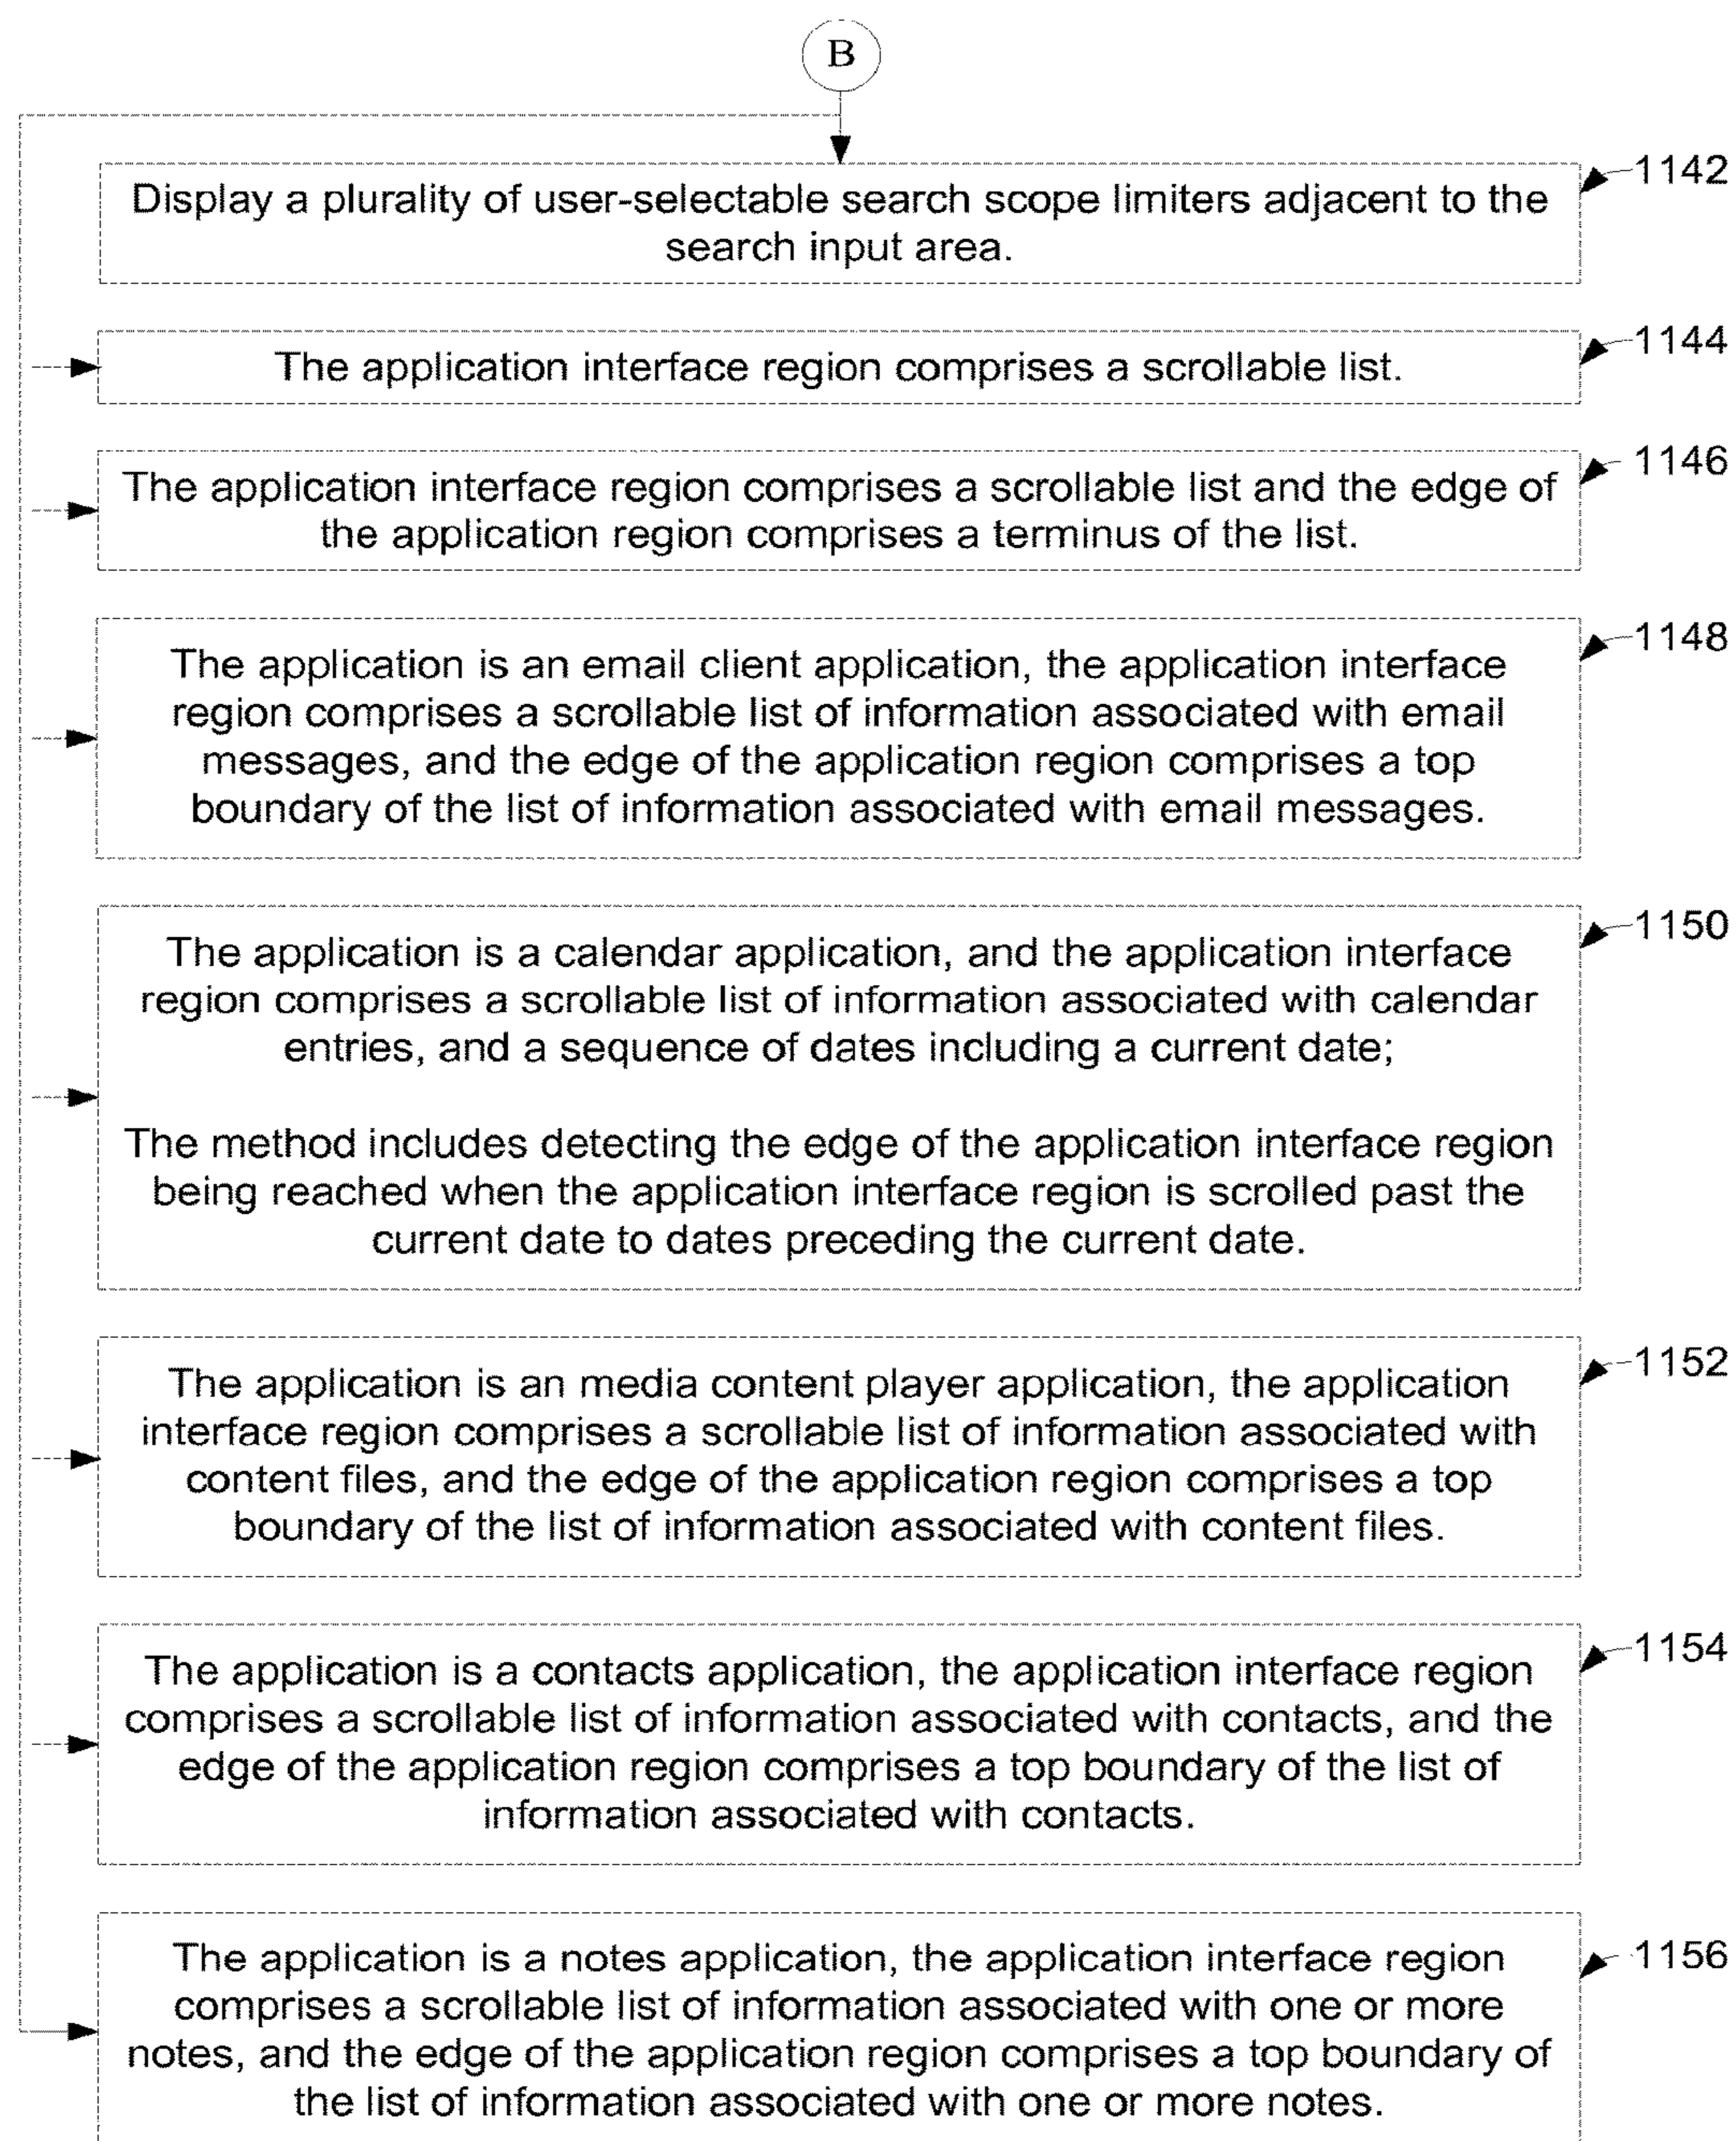 B
1142
Display a plurality of user-selectable search scope limiters adjacent to the
search input area.
1144
The application interface region comprises a scrollable list.
1146
The application interface region comprises a scrollable list and the edge of
the application region comprises a terminus of the list.
1148
The application is an email client application, the application interface
region comprises a scrollable list of information associated with email
messages, and the edge of the application region comprises a top
boundary of the list of information associated with email messages.
1150
The application is a calendar application, and the application interface
region comprises a scrollable list of information associated with calendar
entries, and a sequence of dates including a current date;
The method includes detecting the edge of the application interface region
being reached when the application interface region is scrolled past the
current date to dates preceding the current date.
1152
The application is an media content player application, the application
interface region comprises a scrollable list of information associated with
content files, and the edge of the application region comprises a top
boundary of the list of information associated with content files.
1154
The application is a contacts application, the application interface region
comprises a scrollable list of information associated with contacts, and the
edge of the application region comprises a top boundary of the list of
information associated with contacts.
1156
The application is a notes application, the application interface region
comprises a scrollable list of information associated with one or more
notes, and the edge of the application region comprises a top boundary of
the list of information associated with one or more notes.